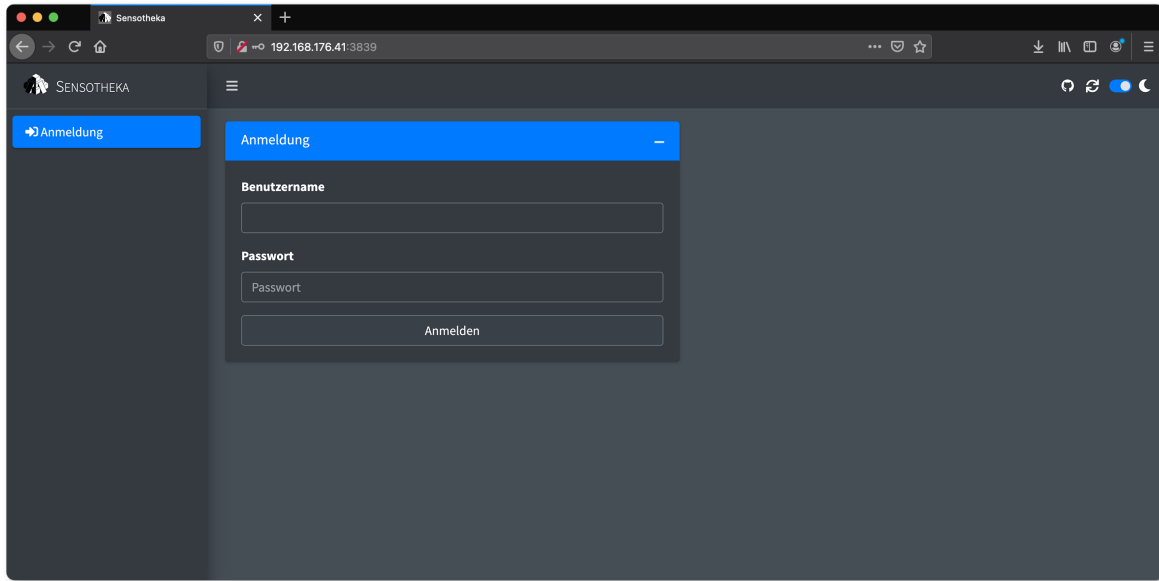 Sensotheka
192.168.176.41:3839
SENSOTHEKA
Anmeldung
Anmeldung
Benutzername
Passwort
Passwort
Anmelden